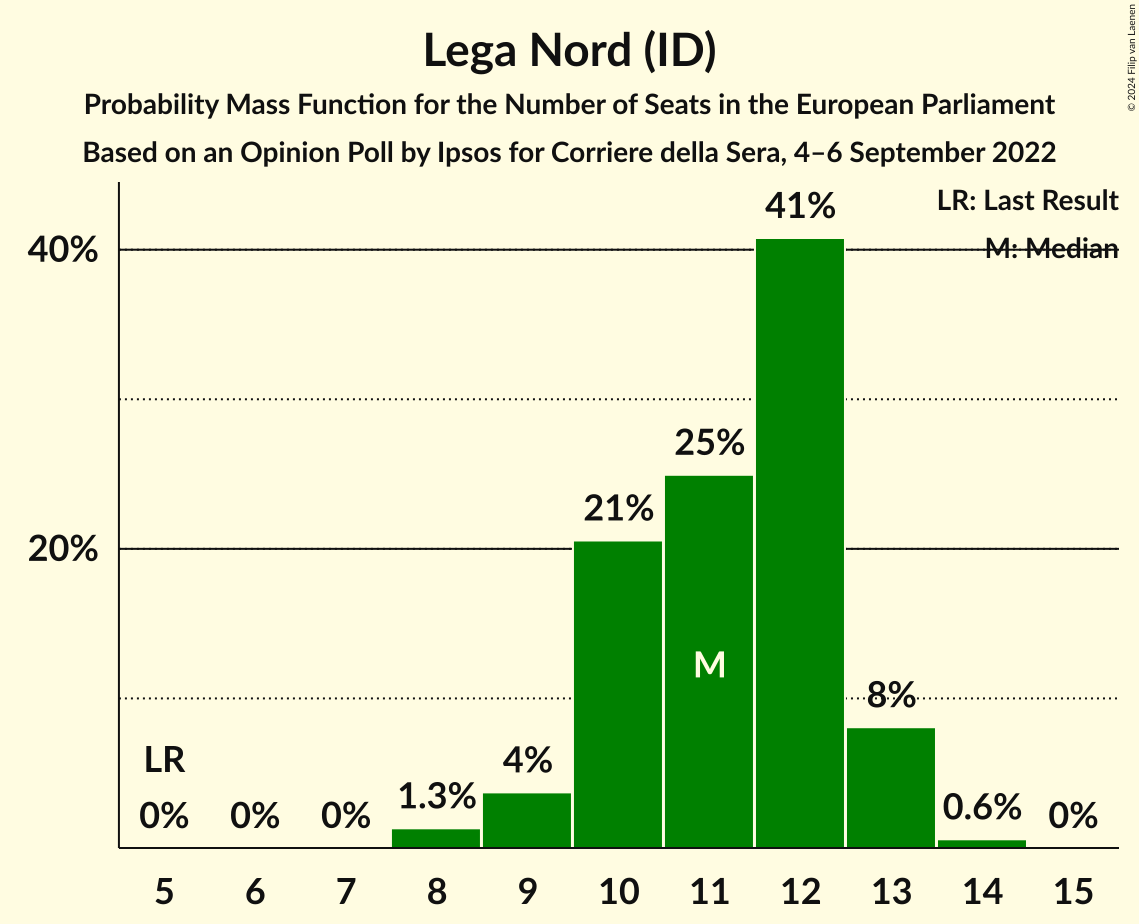 Lega Nord (ID)
Probability Mass Function for the Number of Seats in the European Parliament
Based on an Opinion Poll by Ipsos for Corriere della Sera, 4–6 September 2022
© 2024 Filip van Laenen
LR: Last Result
M: Median
40%
20%
LR
0%
0%
0%
1.3%
4%
21%
25%
M
41%
8%
0.6%
0%
5 6 7 8 9 10 11 12 13 14 15